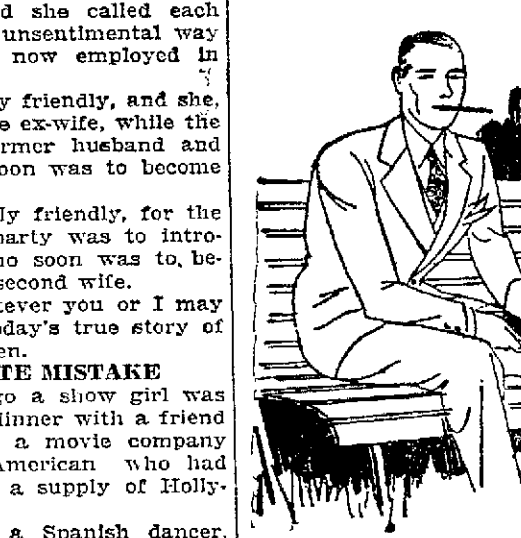 d she called each
unsentimental way
now employed in
y friendly, and she,
e ex-wife, while the
rmer husband and
oon was to become
ly friendly, for the
party was to intro-
no soon was to be-
second wife.
tever you or I may
oday's true story of
en.
TE MISTAKE
go a show girl was
dinner with a friend
a movie company
American who had
a supply of Holly-
a Spanish dancer,